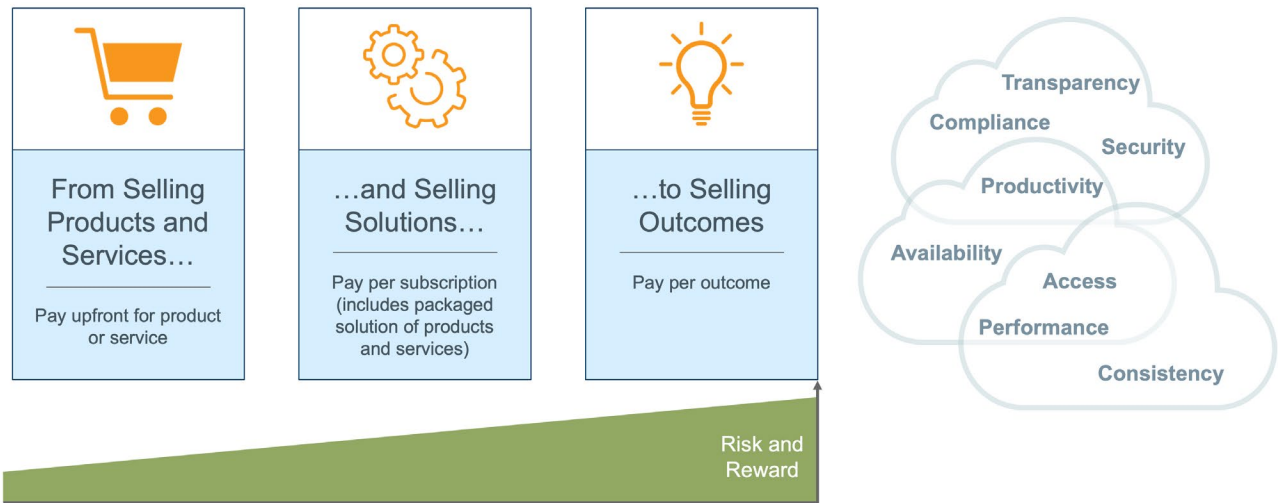 From Selling
Products and
Services…
Pay upfront for product
or service
…and Selling
Solutions…
Pay per subscription
(includes packaged
solution of products
and services)
…to Selling
Outcomes
Pay per outcome
Risk and
Reward
Transparency
Compliance
Security
Productivity
Availability
Access
Performance
Consistency